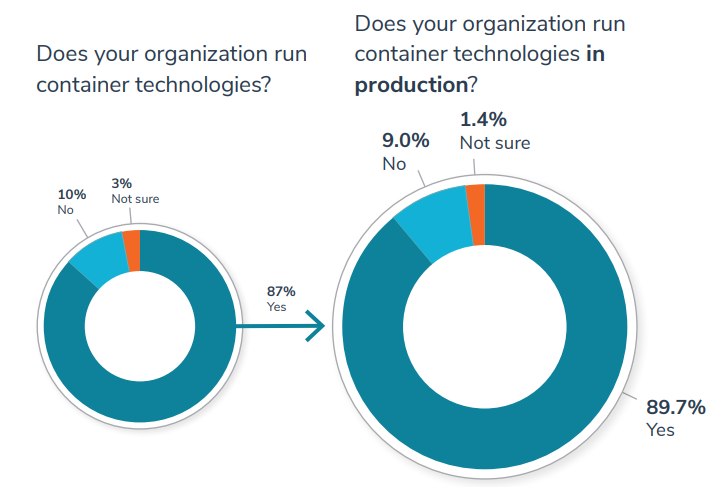 Does your organization run
container technologies?
10%
No
3%
Not sure
87%
Yes
Does your organization run
container technologies in
production?
9.0%
No
1.4%
Not sure
89.7%
Yes